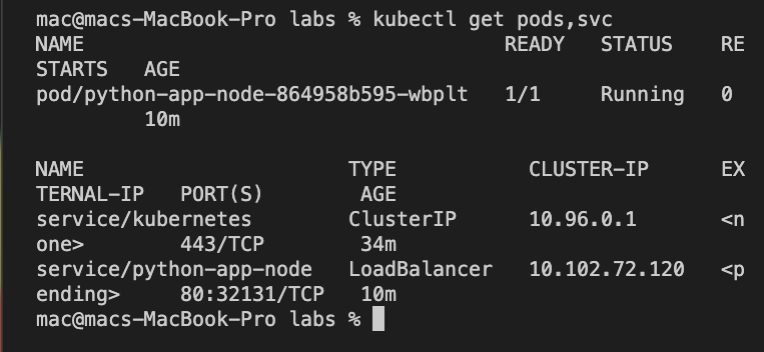 mac@macs-MacBook-Pro labs % kubectl get pods,svc
NAME                                 READY   STATUS    RE
STARTS   AGE
pod/python-app-node-864958b595-wbplt   1/1     Running   0
         10m

NAME                      TYPE           CLUSTER-IP      EX
TERNAL-IP   PORT(S)        AGE
service/kubernetes        ClusterIP      10.96.0.1       <n
one>        443/TCP        34m
service/python-app-node   LoadBalancer   10.102.72.120   <p
ending>     80:32131/TCP   10m
mac@macs-MacBook-Pro labs %